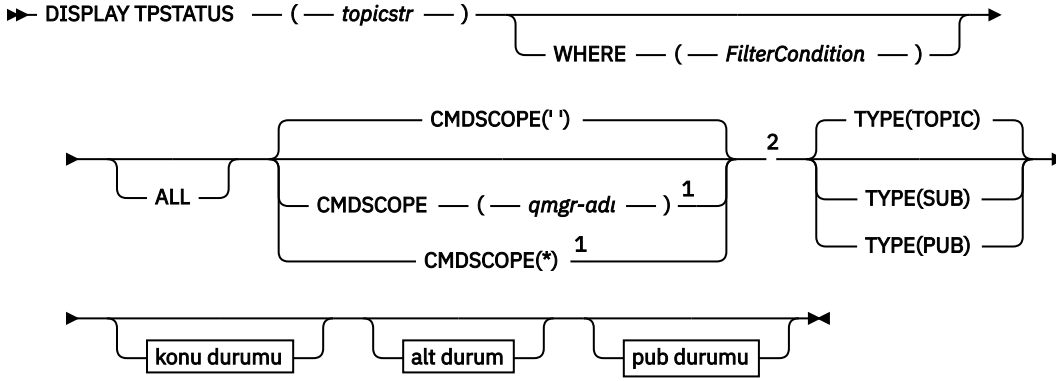 DISPLAY TPSTATUS ( topicstr )
WHERE ( FilterCondition )
CMDSCOPE(' ')
TYPE(TOPIC)
2
ALL
CMDSCOPE ( qmgr-adı ) 1
TYPE(SUB)
CMDSCOPE(*) 1
TYPE(PUB)
konu durumu
alt durum
pub durumu